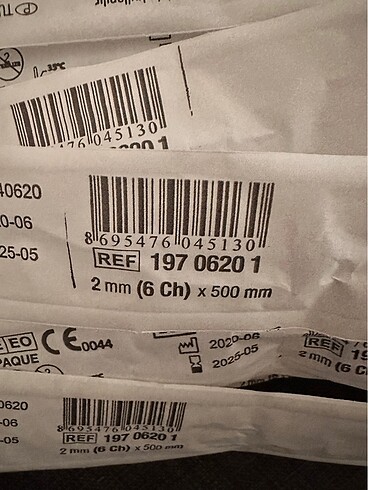 35°C
76 045130
40620
0-06
25-05
8 695476 045130
REF 197 0620 1
2 mm (6 Ch) x 500 mm
EO
PAQUE
CE 0044
2020-06
2025-05
REF 19
2 mm (6 C
0620
-06
-05
8 695476 045130
REF 197 0620 1
2 mm (6 Ch) x 500 mm